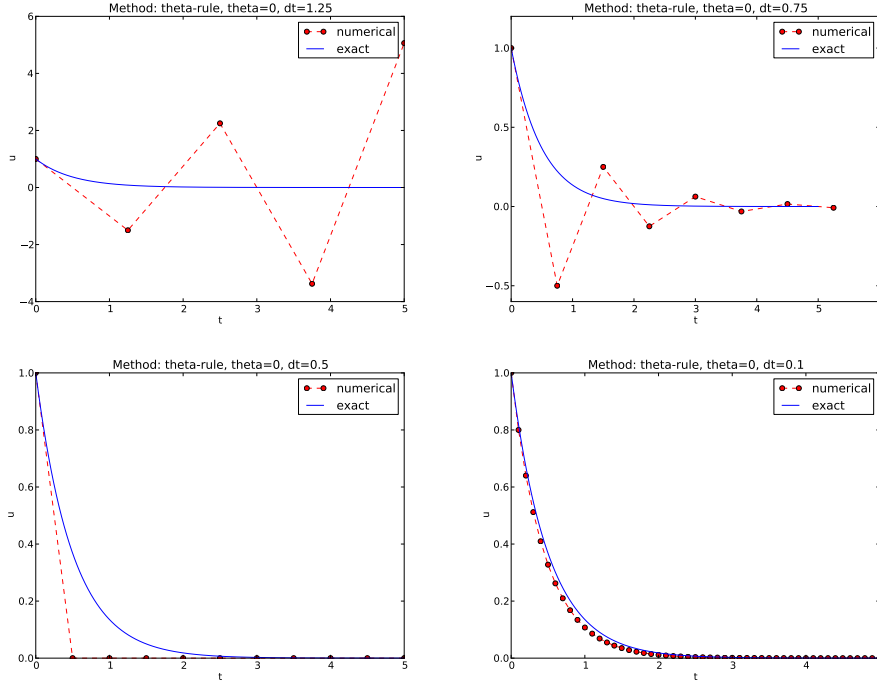 Method: theta-rule, theta=0, dt=1.25
numerical
exact
6
4
2
0
−2
−4
u
0
1
2
3
4
5
t
Method: theta-rule, theta=0, dt=0.75
numerical
exact
1.0
0.5
0.0
−0.5
u
0
1
2
3
4
5
t
Method: theta-rule, theta=0, dt=0.5
numerical
exact
1.0
0.8
0.6
0.4
0.2
0.0
u
0
1
2
3
4
5
t
Method: theta-rule, theta=0, dt=0.1
numerical
exact
1.0
0.8
0.6
0.4
0.2
0.0
u
0
1
2
3
4
t